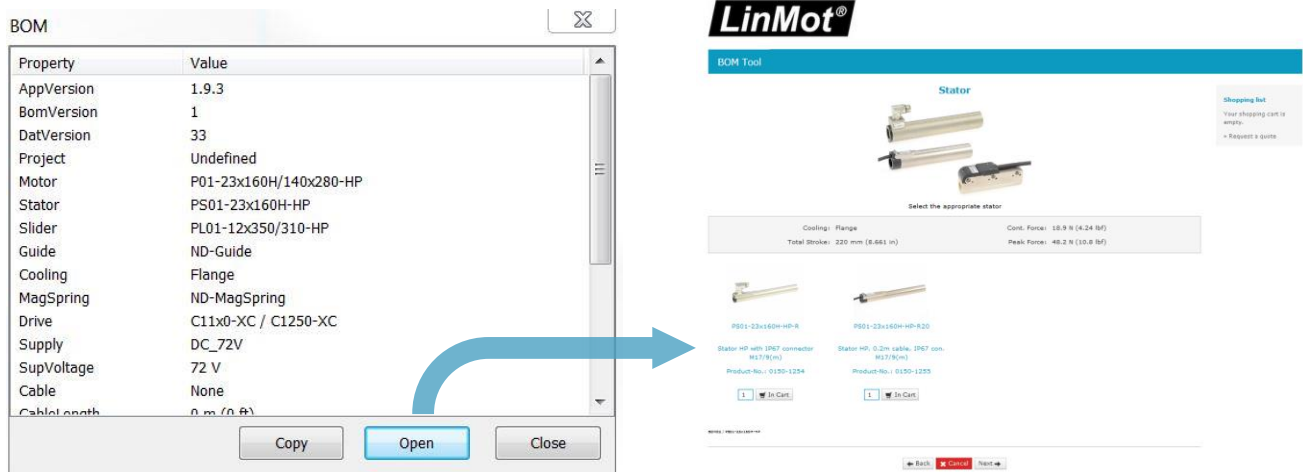 BOM
Property Value
AppVersion 1.9.3
BomVersion 1
DatVersion 33
Project Undefined
Motor P01-23x160H/140x280-HP
Stator PS01-23x160H-HP
Slider PL01-12x350/310-HP
Guide ND-Guide
Cooling Flange
MagSpring ND-MagSpring
Drive C11x0-XC / C1250-XC
Supply DC_72V
SupVoltage 72 V
Cable None
CableLength 0 m (0 ft)
Copy Open Close
LinMot®
BOM Tool
Stator
Shopping list
Your shopping cart is
empty.
» Request a quote
Select the appropriate stator
Cooling: Flange Cont. Force: 18.9 N (4.24 lbf)
Total Stroke: 220 mm (8.661 in) Peak Force: 48.2 N (10.8 lbf)
PS01-23x160H-HP-R PS01-23x160H-HP-R20
Stator HP with IP67 connector Stator HP, 0.2m cable, IP67 con.
M17/9(m) M17/9(m)
Product-No.: 0150-1254 Product-No.: 0150-1255
1 In Cart 1 In Cart
Back Cancel Next